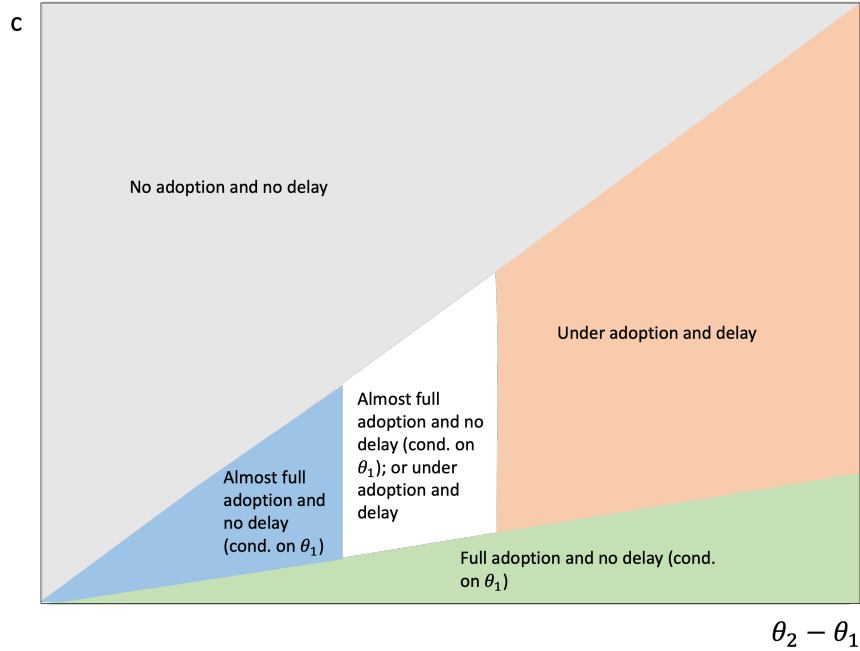 c
No adoption and no delay
Under adoption and delay
Almost full
adoption and no
delay (cond. on
θ₁); or under
adoption and
delay
Almost full
adoption and
no delay
(cond. on θ₁)
Full adoption and no delay (cond.
on θ₁)
θ₂ − θ₁